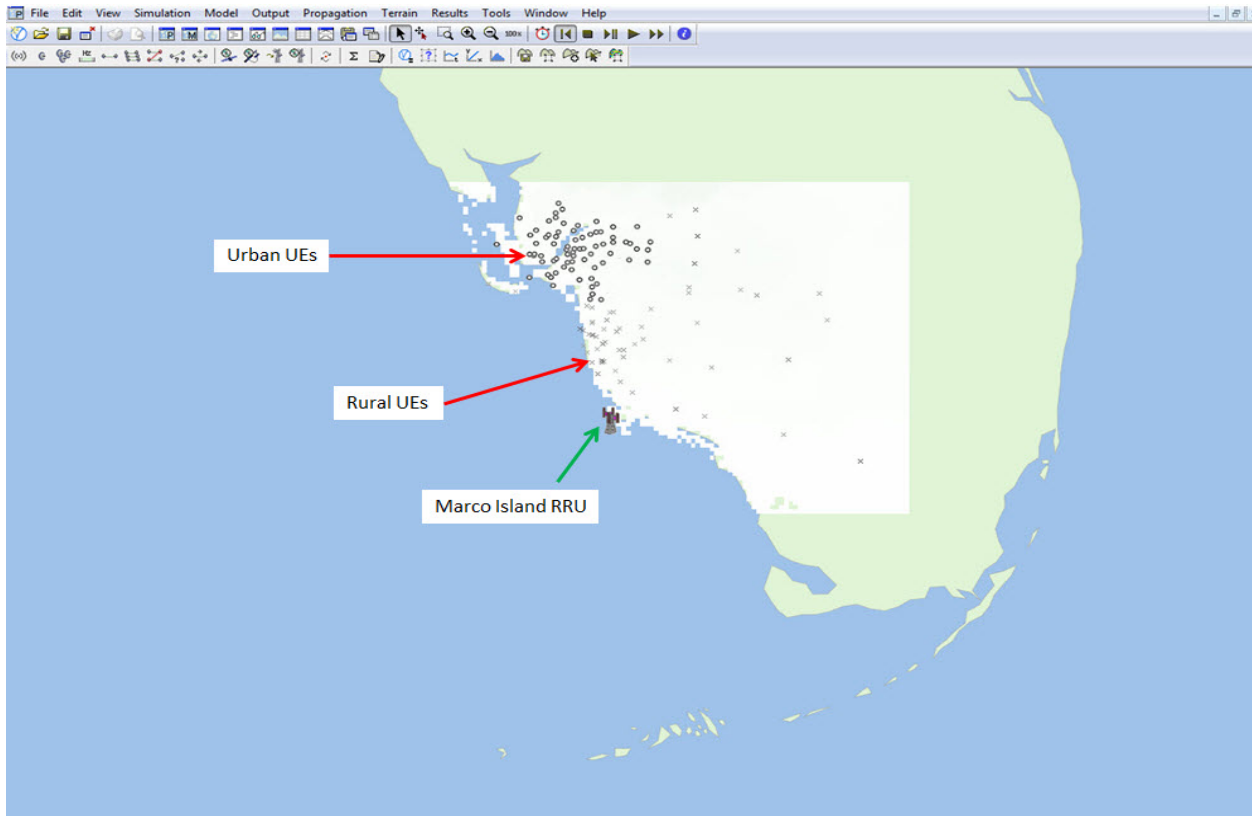 File Edit View Simulation Model Output Propagation Terrain Results Tools Window Help
Urban UEs
Rural UEs
Marco Island RRU